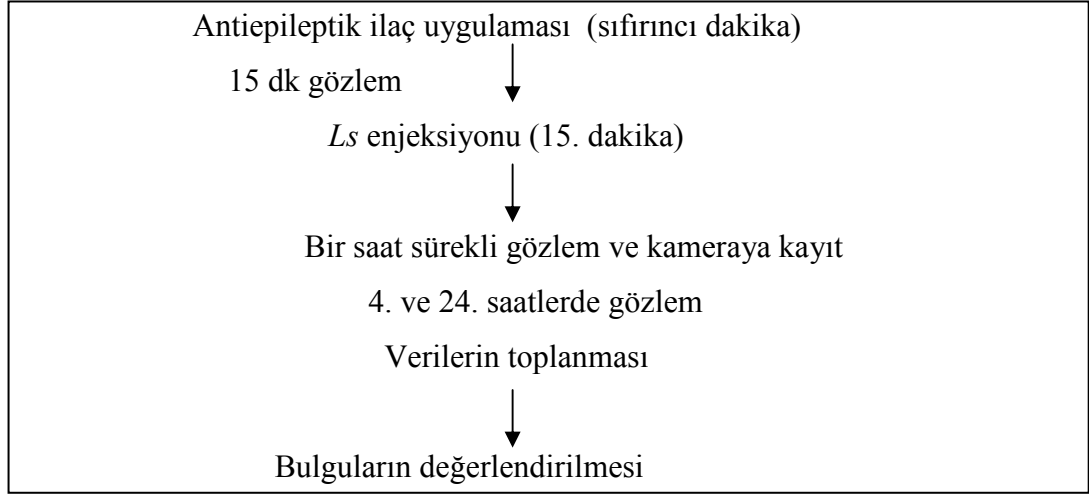 Antiepileptik ilaç uygulaması (sıfırıncı dakika)
15 dk gözlem
Ls enjeksiyonu (15. dakika)
Bir saat sürekli gözlem ve kameraya kayıt
4. ve 24. saatlerde gözlem
Verilerin toplanması
Bulguların değerlendirilmesi